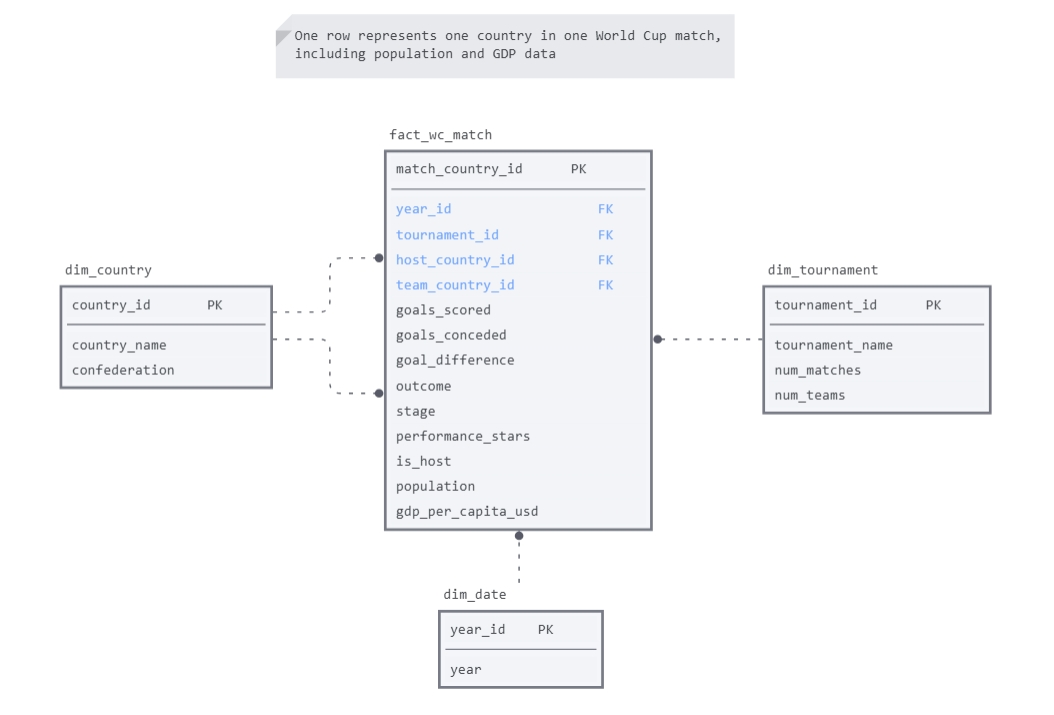 One row represents one country in one World Cup match,
including population and GDP data
fact_wc_match
match_country_id PK
year_id FK
tournament_id FK
host_country_id FK
team_country_id FK
goals_scored
goals_conceded
goal_difference
outcome
stage
performance_stars
is_host
population
gdp_per_capita_usd
dim_country
country_id PK
country_name
confederation
dim_tournament
tournament_id PK
tournament_name
num_matches
num_teams
dim_date
year_id PK
year